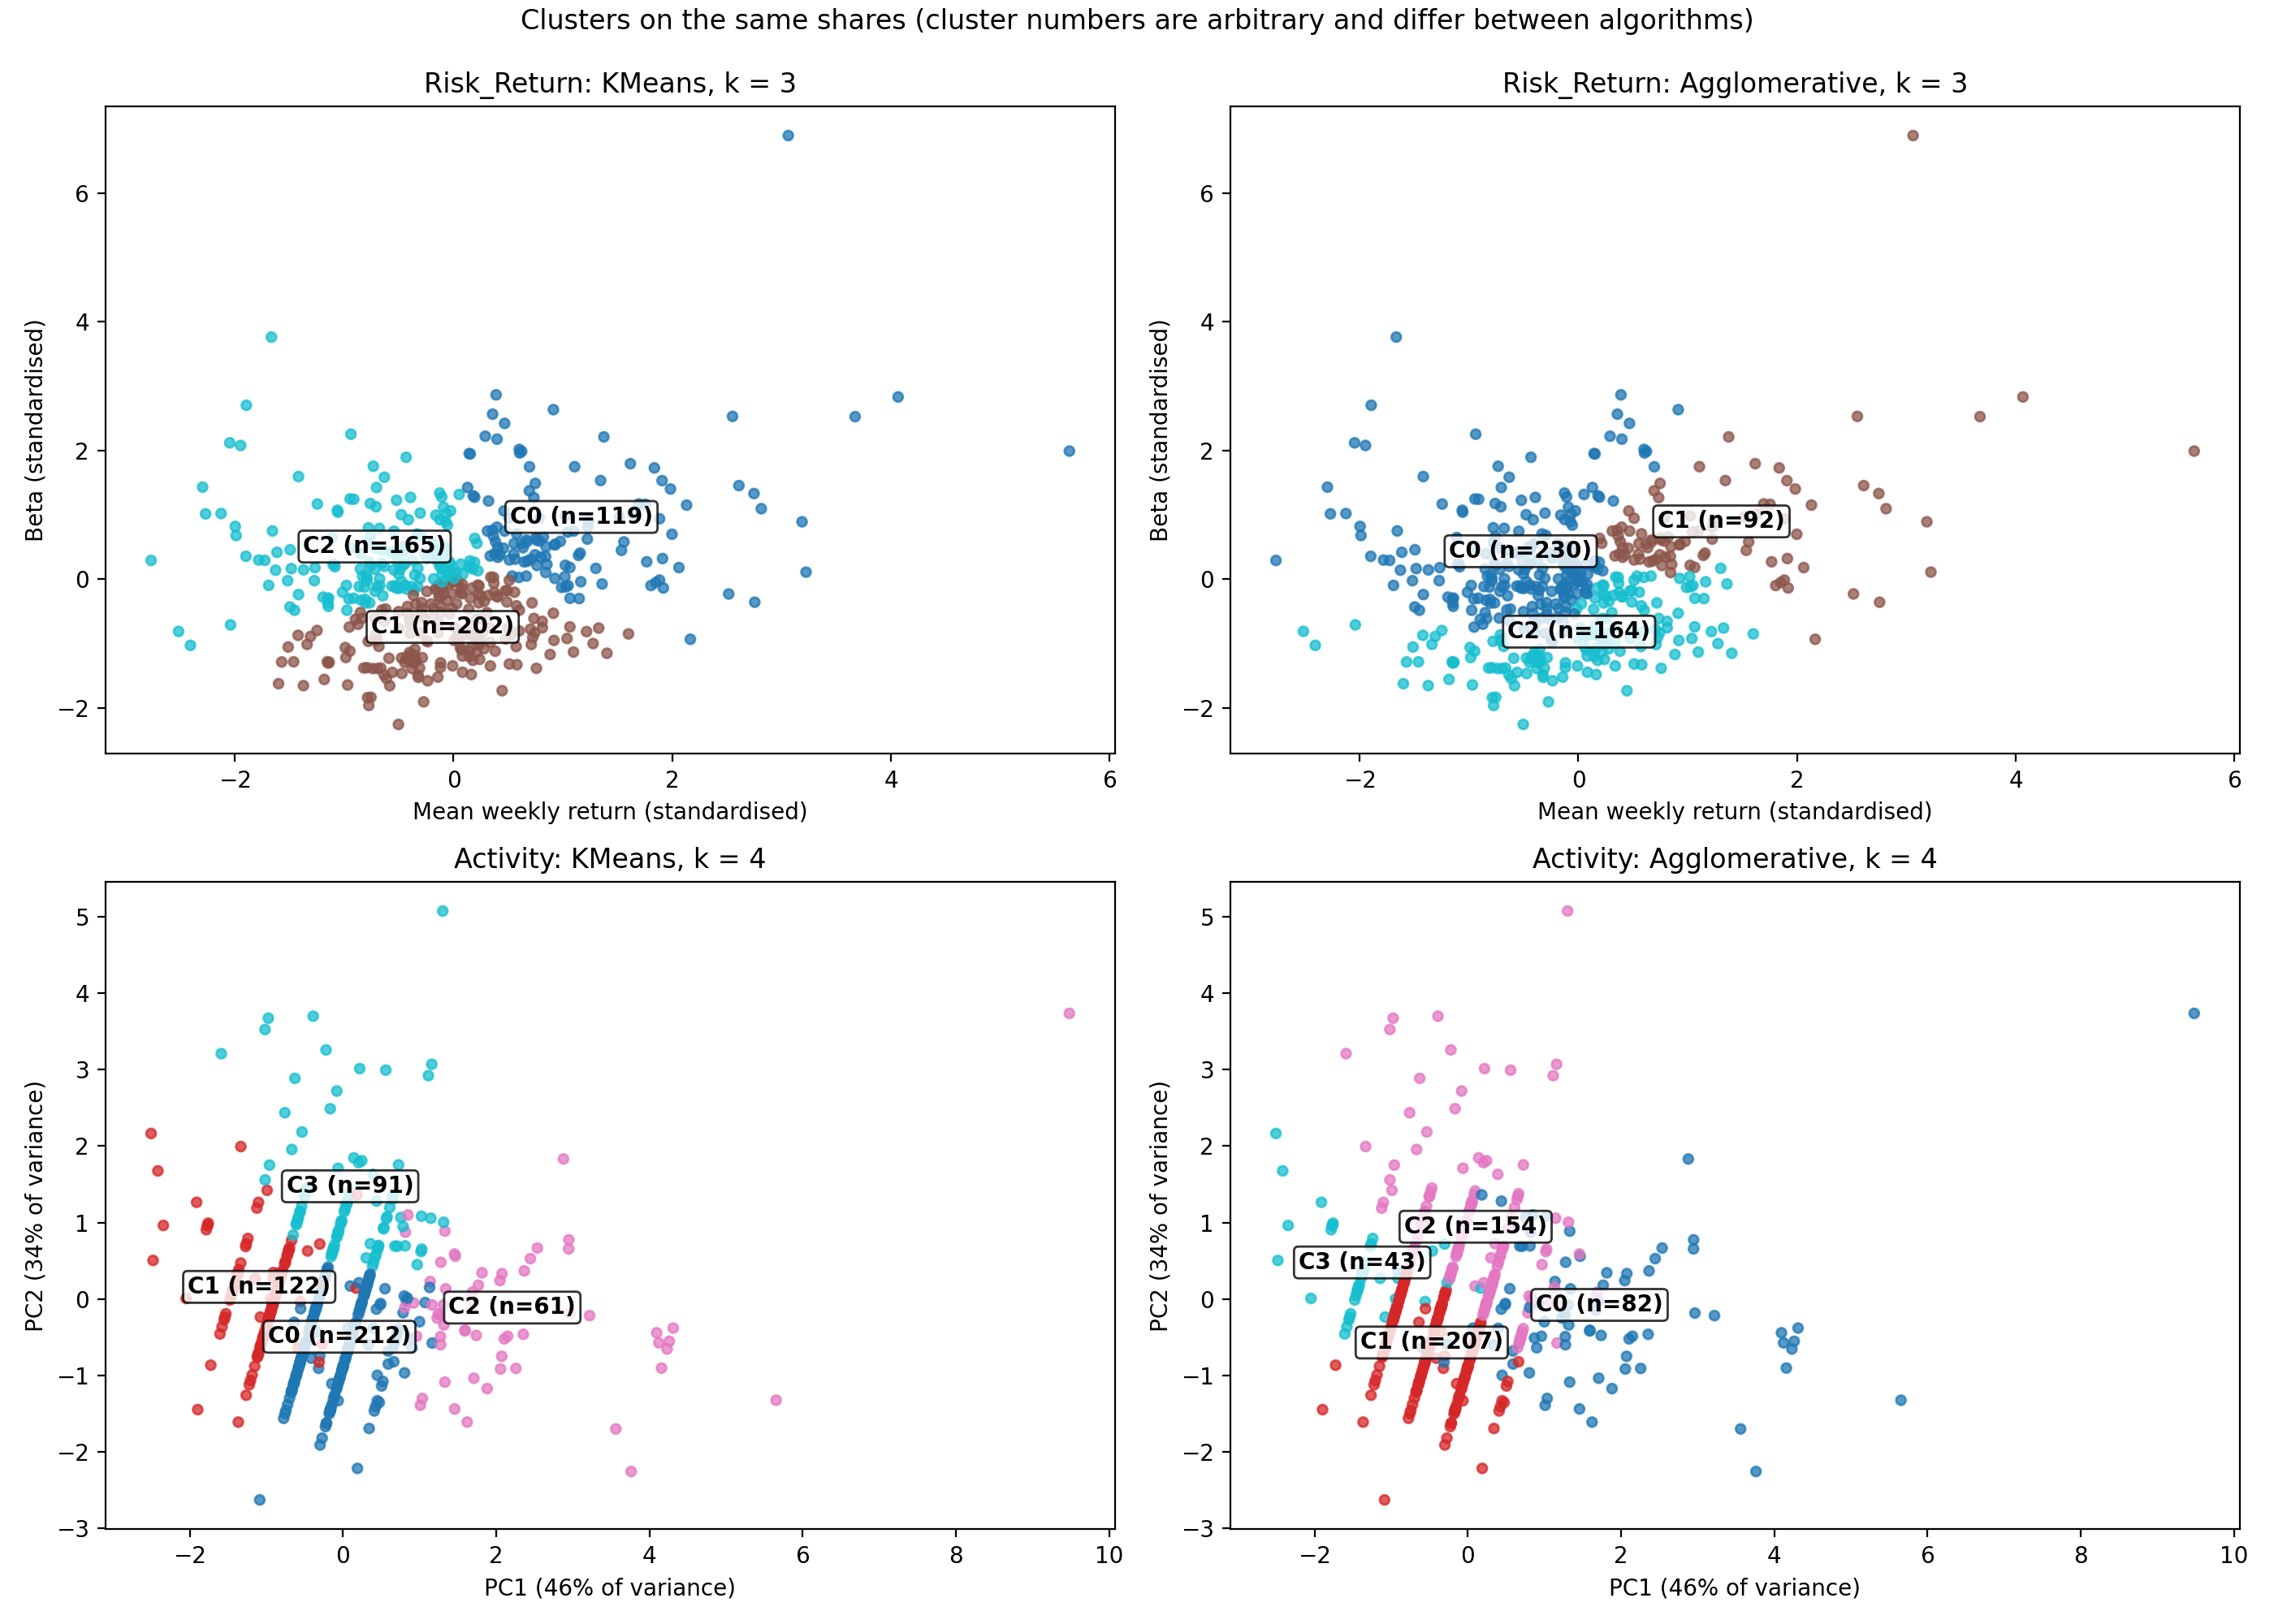 Clusters on the same shares (cluster numbers are arbitrary and differ between algorithms)
Risk_Return: KMeans, k = 3
Beta (standardised)
6
4
2
0
−2
C0 (n=119)
C2 (n=165)
C1 (n=202)
−2 0 2 4 6
Mean weekly return (standardised)
Risk_Return: Agglomerative, k = 3
Beta (standardised)
6
4
2
0
−2
C1 (n=92)
C0 (n=230)
C2 (n=164)
−2 0 2 4 6
Mean weekly return (standardised)
Activity: KMeans, k = 4
PC2 (34% of variance)
5
4
3
2
1
0
−1
−2
−3
C3 (n=91)
C1 (n=122)
C2 (n=61)
C0 (n=212)
−2 0 2 4 6 8 10
PC1 (46% of variance)
Activity: Agglomerative, k = 4
PC2 (34% of variance)
5
4
3
2
1
0
−1
−2
−3
C2 (n=154)
C3 (n=43)
C0 (n=82)
C1 (n=207)
−2 0 2 4 6 8 10
PC1 (46% of variance)